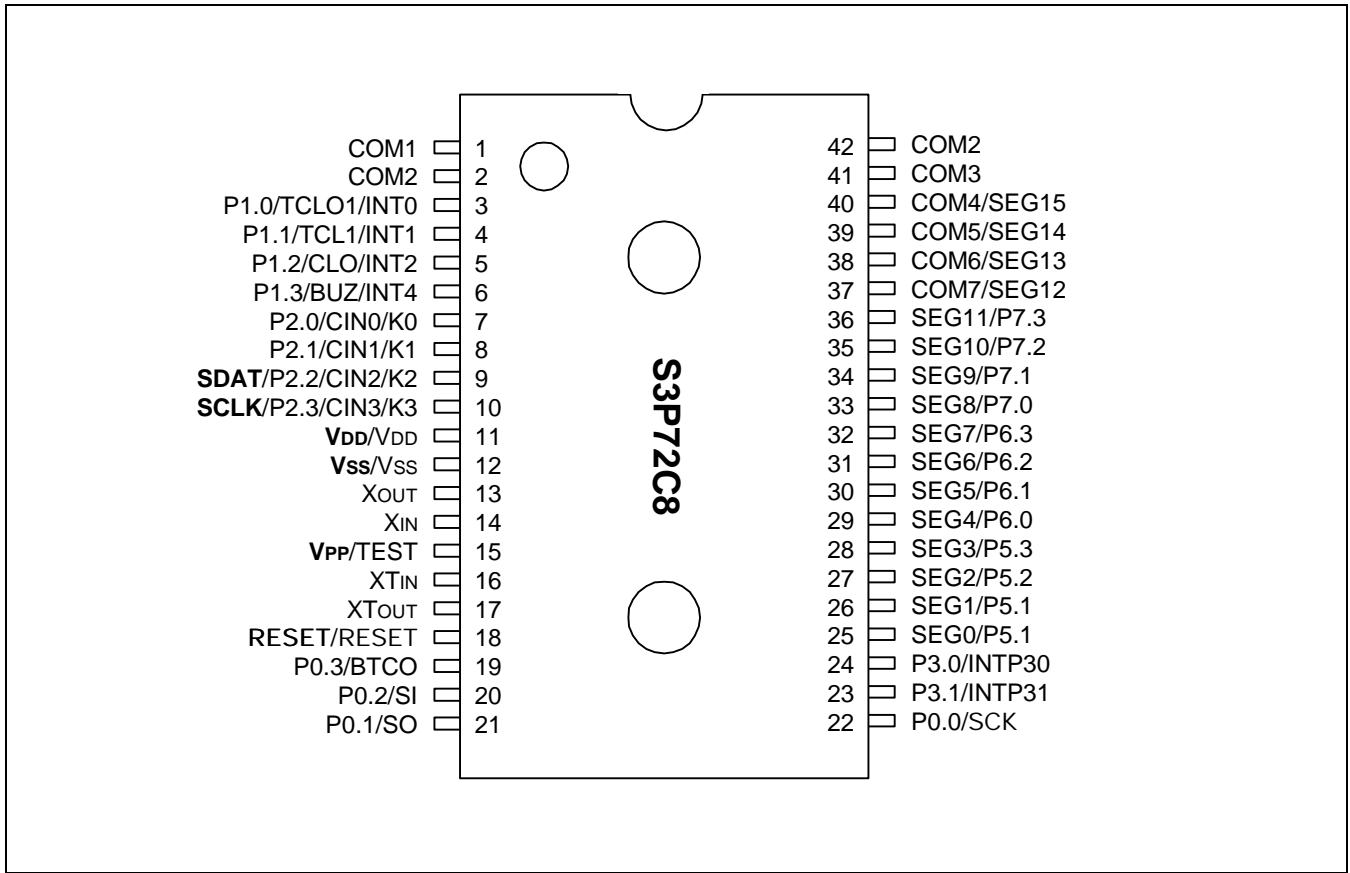 COM1 1
COM2 2
P1.0/TCLO1/INT0 3
P1.1/TCL1/INT1 4
P1.2/CLO/INT2 5
P1.3/BUZ/INT4 6
P2.0/CIN0/K0 7
P2.1/CIN1/K1 8
SDAT/P2.2/CIN2/K2 9
SCLK/P2.3/CIN3/K3 10
VDD/VDD 11
VSS/VSS 12
XOUT 13
XIN 14
VPP/TEST 15
XTIN 16
XTOUT 17
RESET/RESET 18
P0.3/BTCO 19
P0.2/SI 20
P0.1/SO 21
S3P72C8
42 COM2
41 COM3
40 COM4/SEG15
39 COM5/SEG14
38 COM6/SEG13
37 COM7/SEG12
36 SEG11/P7.3
35 SEG10/P7.2
34 SEG9/P7.1
33 SEG8/P7.0
32 SEG7/P6.3
31 SEG6/P6.2
30 SEG5/P6.1
29 SEG4/P6.0
28 SEG3/P5.3
27 SEG2/P5.2
26 SEG1/P5.1
25 SEG0/P5.1
24 P3.0/INTP30
23 P3.1/INTP31
22 P0.0/SCK